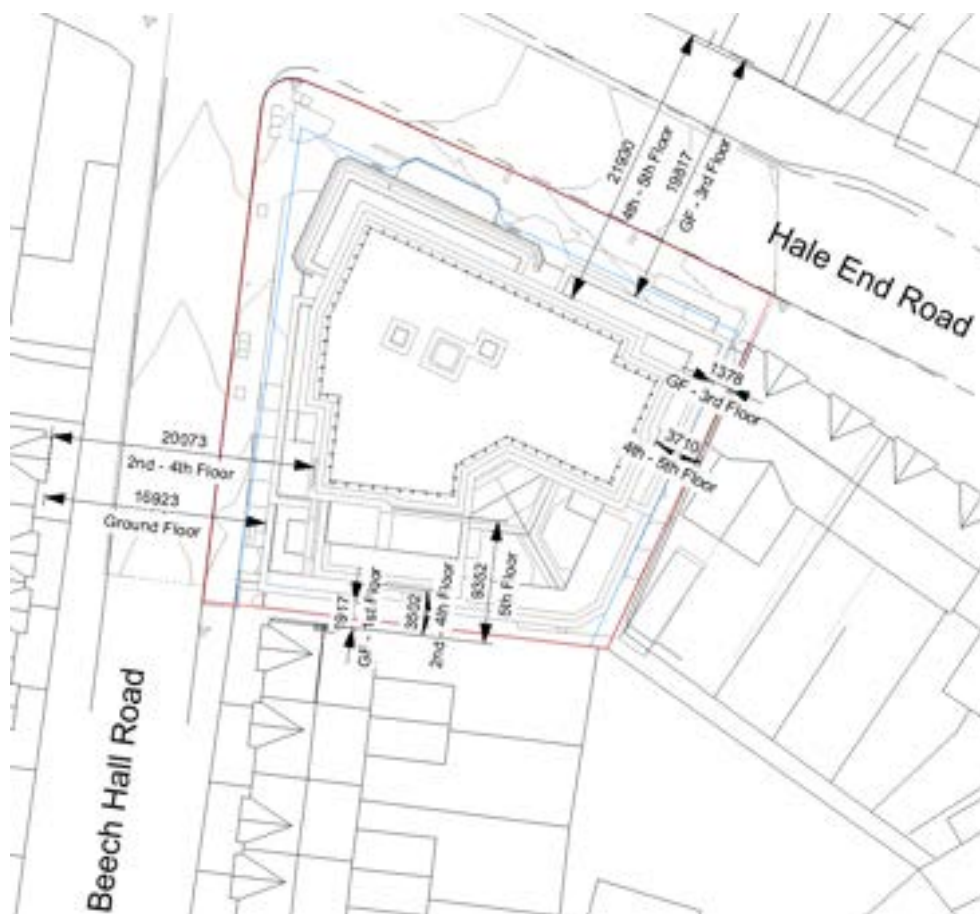 21930
4th - 5th Floor
19817
GF - 3rd Floor
Hale End Road
1378
GF - 3rd Floor
3710
4th - 5th Floor
20073
2nd - 4th Floor
16923
Ground Floor
1917
GF - 1st Floor
3502
2nd - 4th Floor
9352
5th Floor
Beech Hall Road